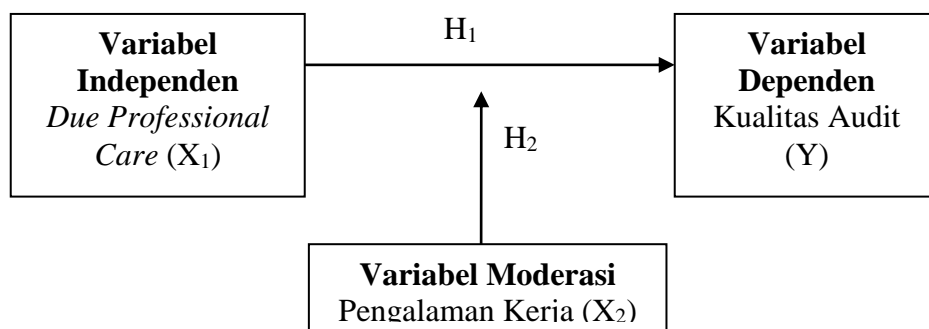 Variabel
Independen
Due Professional
Care (X₁)
H₁
H₂
Variabel
Dependen
Kualitas Audit
(Y)
Variabel Moderasi
Pengalaman Kerja (X₂)